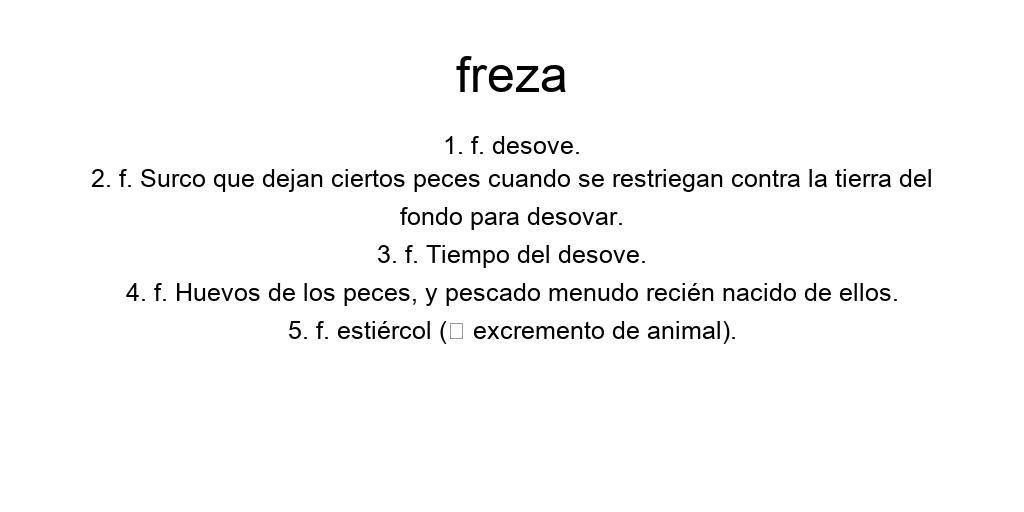 freza
1. f. desove.
2. f. Surco que dejan ciertos peces cuando se restriegan contra la tierra del
fondo para desovar.
3. f. Tiempo del desove.
4. f. Huevos de los peces, y pescado menudo recién nacido de ellos.
5. f. estiércol (□ excremento de animal).